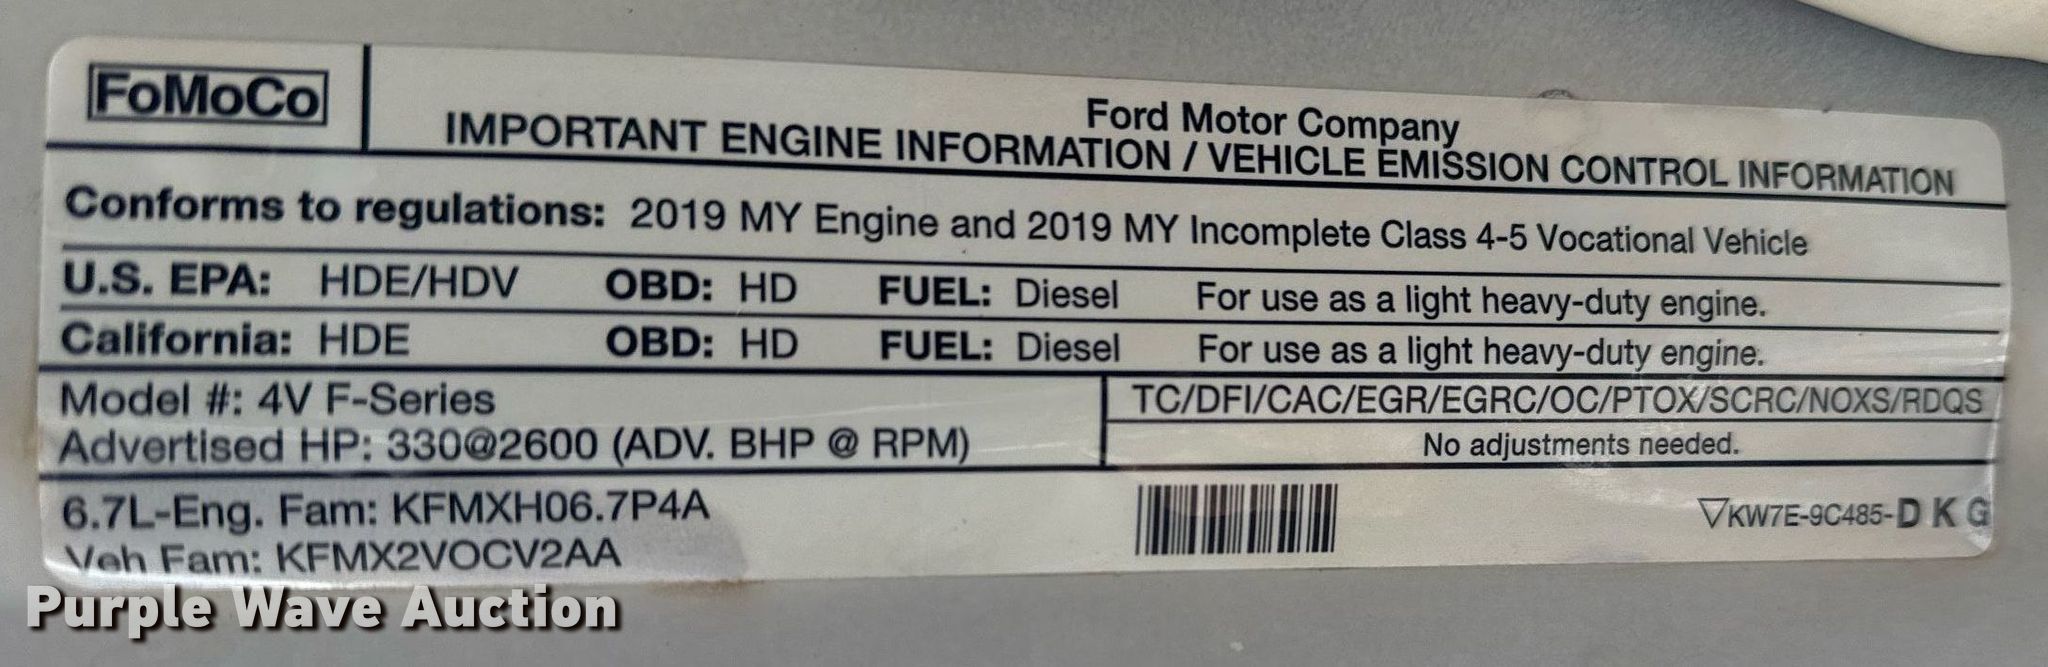 FoMoCo
Ford Motor Company
IMPORTANT ENGINE INFORMATION / VEHICLE EMISSION CONTROL INFORMATION
Conforms to regulations: 2019 MY Engine and 2019 MY Incomplete Class 4-5 Vocational Vehicle
U.S. EPA: HDE/HDV OBD: HD FUEL: Diesel For use as a light heavy-duty engine.
California: HDE OBD: HD FUEL: Diesel For use as a light heavy-duty engine.
Model #: 4V F-Series
TC/DFI/CAC/EGR/EGRC/OC/PTOX/SCRC/NOXS/RDQS
Advertised HP: 330@2600 (ADV. BHP @ RPM)
No adjustments needed.
6.7L-Eng. Fam: KFMXH06.7P4A
KW7E-9C485-DKG
Veh Fam: KFMX2VOCV2AA
Purple Wave Auction